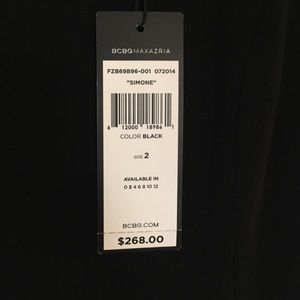 BCBGMAXAZRIA
FZB69B96-001 072014
"SIMONE"
6 12000 18986 1
COLOR BLACK
SIZE 2
AVAILABLE IN
0 2 4 6 8 10 12
BCBG.COM
$268.00